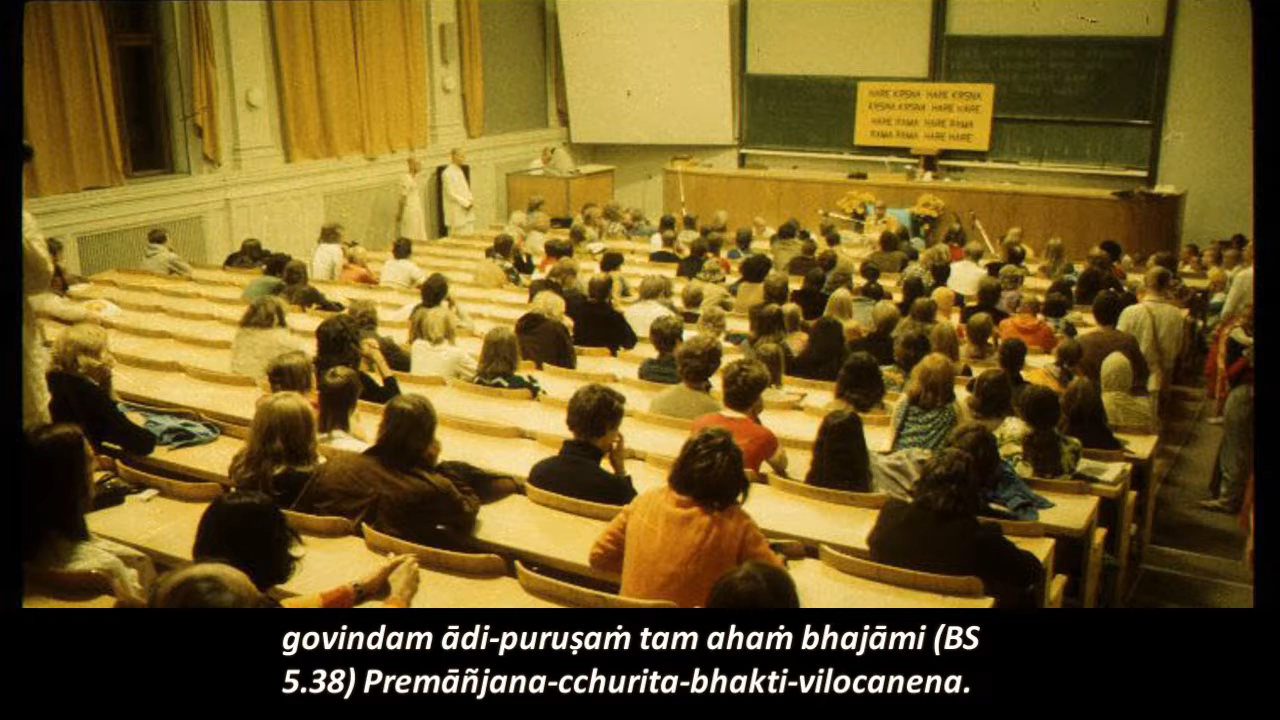 HARE KRSNA HARE KRSNA
KRSNA KRSNA HARE HARE
HARE RAMA HARE RAMA
RAMA RAMA HARE HARE
govindam ādi-puruṣaṁ tam ahaṁ bhajāmi (BS
5.38) Premāñjana-cchurita-bhakti-vilocanena.